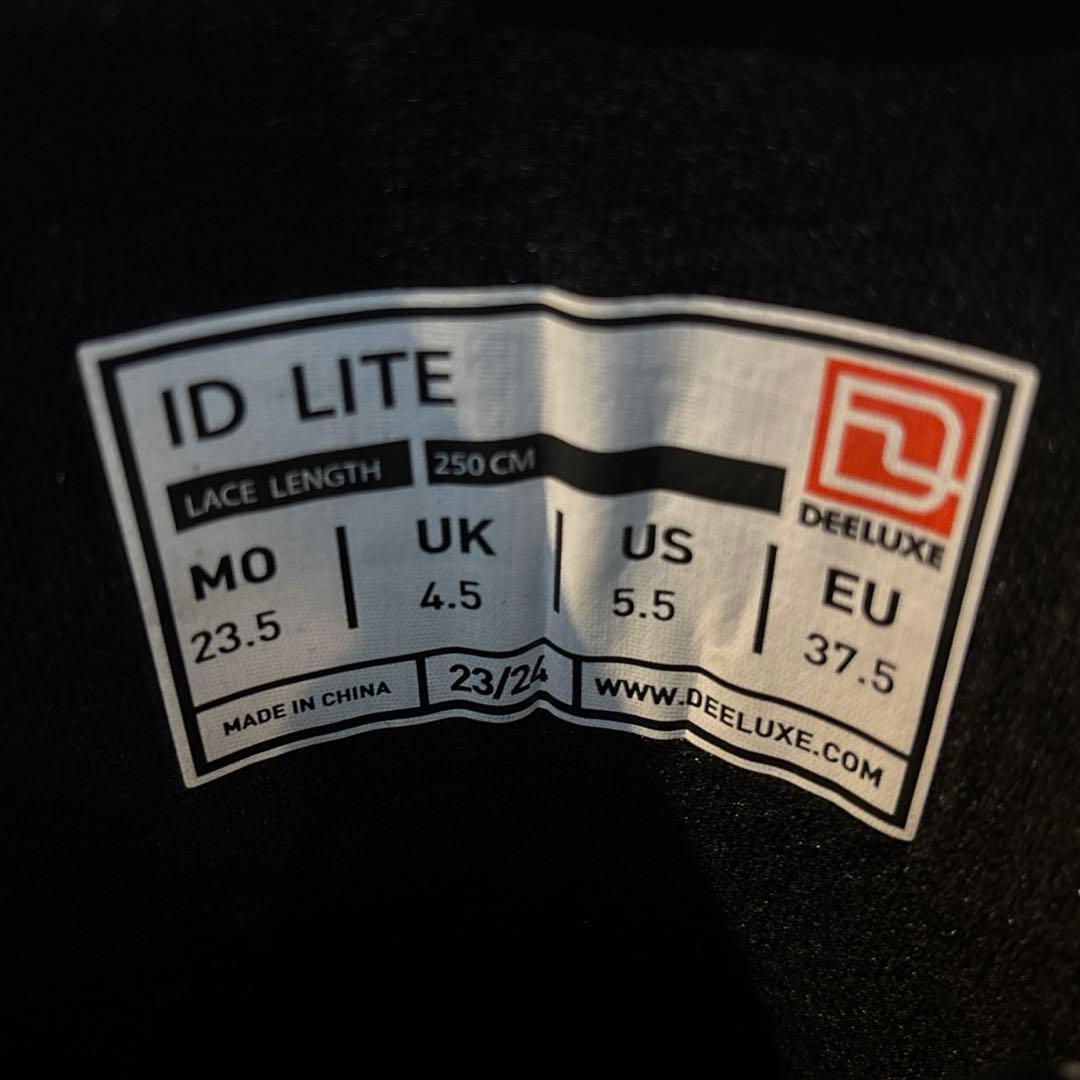 ID LITE
LACE LENGTH 250 CM
DEELUXE
MO UK US EU
23.5 4.5 5.5 37.5
MADE IN CHINA 23/24 WWW.DEELUXE.COM